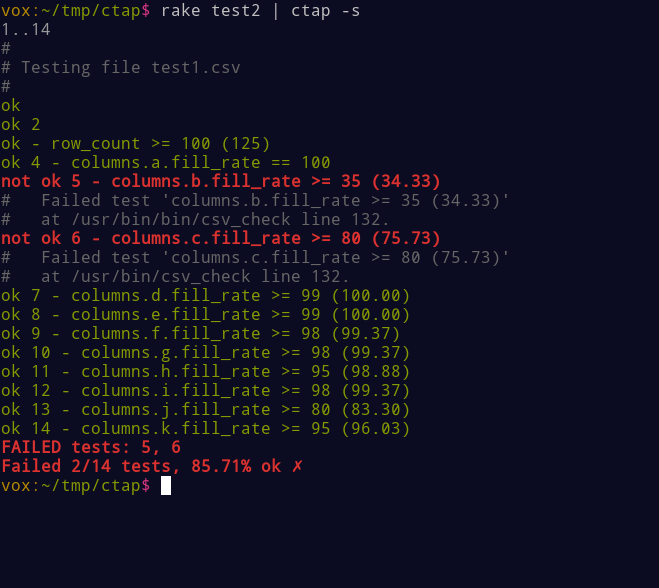 vox:~/tmp/ctap$ rake test2 | ctap -s
1..14
#
# Testing file test1.csv
#
ok
ok 2
ok - row_count >= 100 (125)
ok 4 - columns.a.fill_rate == 100
not ok 5 - columns.b.fill_rate >= 35 (34.33)
#   Failed test 'columns.b.fill_rate >= 35 (34.33)'
#   at /usr/bin/bin/csv_check line 132.
not ok 6 - columns.c.fill_rate >= 80 (75.73)
#   Failed test 'columns.c.fill_rate >= 80 (75.73)'
#   at /usr/bin/csv_check line 132.
ok 7 - columns.d.fill_rate >= 99 (100.00)
ok 8 - columns.e.fill_rate >= 99 (100.00)
ok 9 - columns.f.fill_rate >= 98 (99.37)
ok 10 - columns.g.fill_rate >= 98 (99.37)
ok 11 - columns.h.fill_rate >= 95 (98.88)
ok 12 - columns.i.fill_rate >= 98 (99.37)
ok 13 - columns.j.fill_rate >= 80 (83.30)
ok 14 - columns.k.fill_rate >= 95 (96.03)
FAILED tests: 5, 6
Failed 2/14 tests, 85.71% ok ✗
vox:~/tmp/ctap$